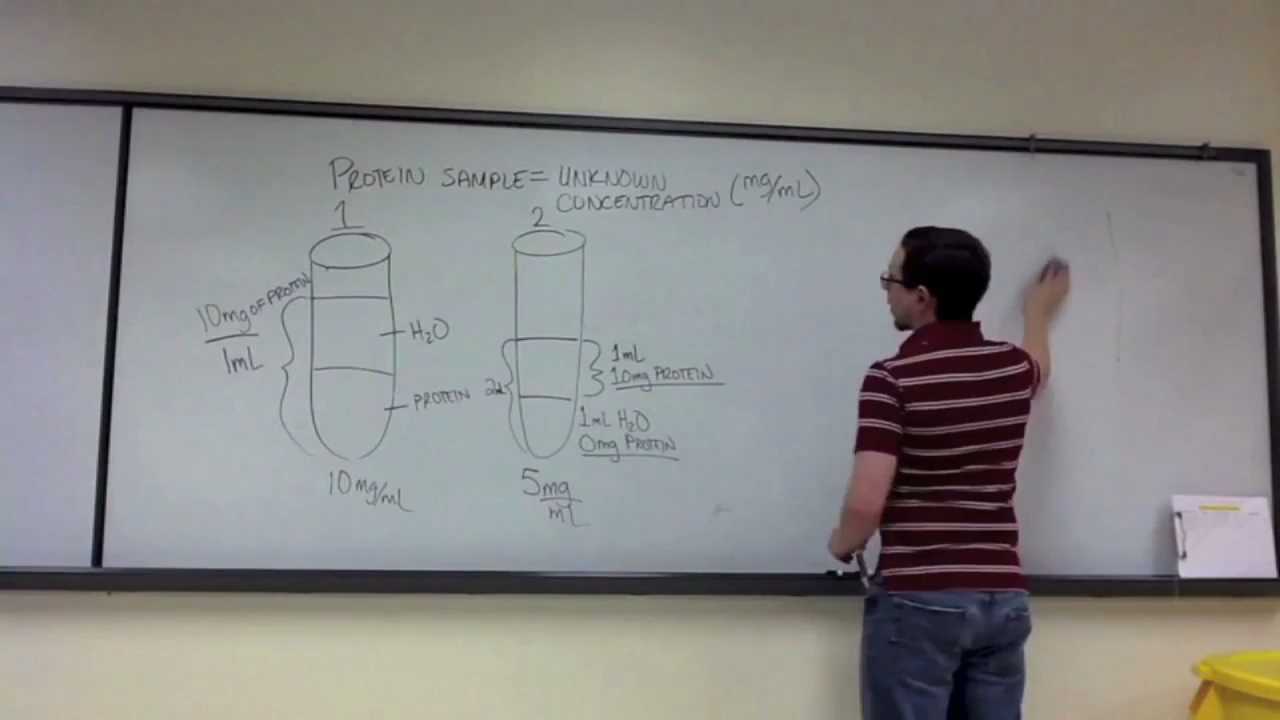 PROTEIN SAMPLE = UNKNOWN
CONCENTRATION (mg/mL)
1
10mg OF PROTEIN
1mL
H2O
PROTEIN
10mg/mL
2
1mL
10mg PROTEIN
1mL H2O
0mg PROTEIN
5mg
mL